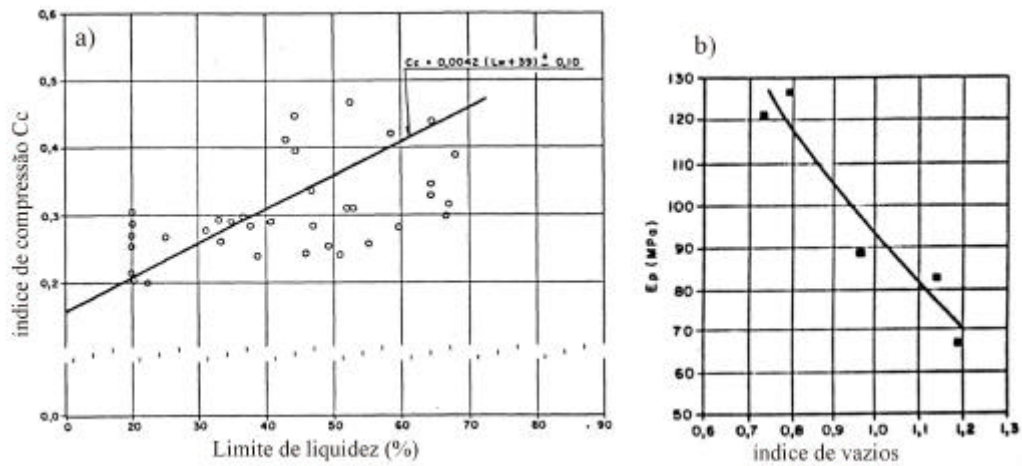 a)
0,6
0,5
0,4
0,3
0,2
0,0
índice de compressão Cc
Cc = 0,0042 (Lw + 39) ± 0,10
0 10 20 30 40 50 60 70 80 90
Limite de liquidez (%)
b)
130
120
110
100
90
80
70
60
50
Ep (MPa)
0,6 0,7 0,8 0,9 1,0 1,1 1,2 1,3
índice de vazios